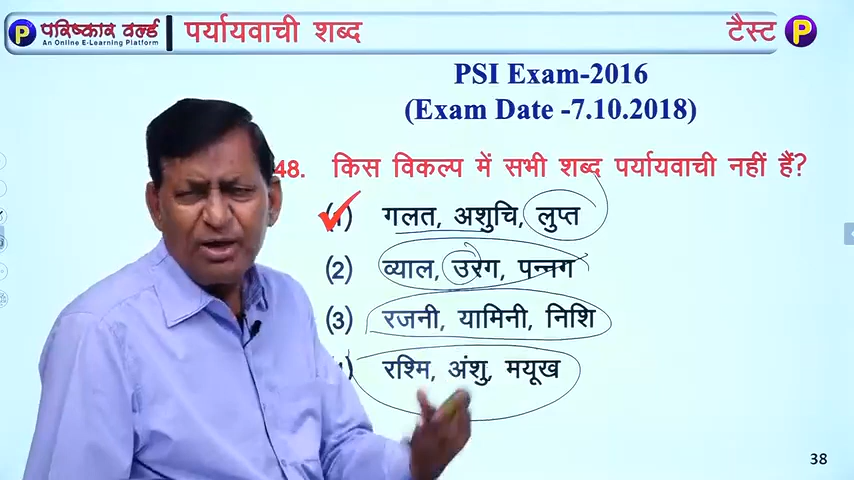 परिष्कार वर्ल्ड
An Online E-Learning Platform
पर्यायवाची शब्द
टैस्ट
PSI Exam-2016
(Exam Date -7.10.2018)
48. किस विकल्प में सभी शब्द पर्यायवाची नहीं हैं?
(1) गलत, अशुचि, लुप्त
(2) व्याल, उरग, पन्नग
(3) रजनी, यामिनी, निशि
रश्मि, अंशु, मयूख
38